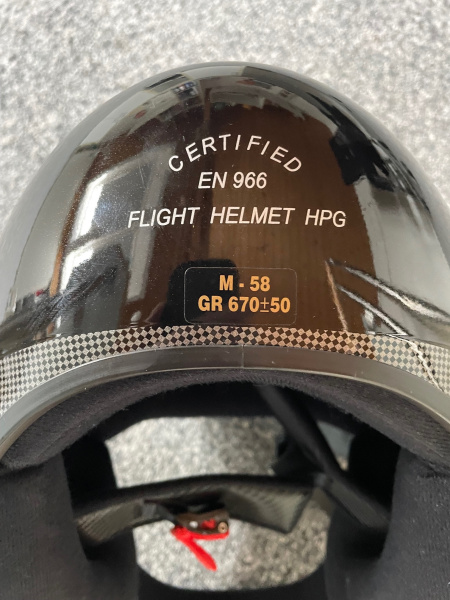 CERTIFIED
EN 966
FLIGHT HELMET HPG
M - 58
GR 670±50